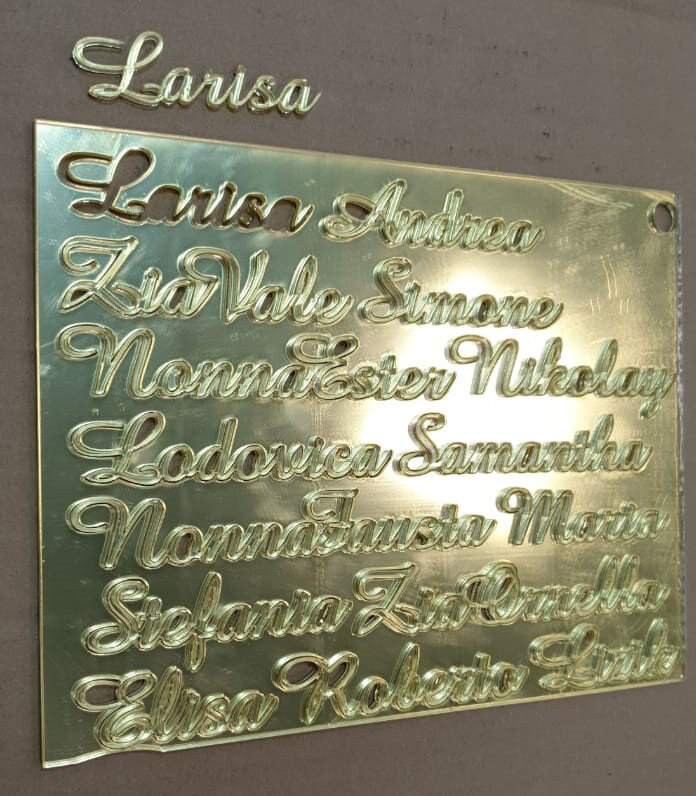 Larisa
Larisa Andrea
ZiaVale Simone
NonnaEster Nikolay
Lodovica Samantha
NonnaFausta Maria
Stefania ZiaOrnella
Elisa Roberto